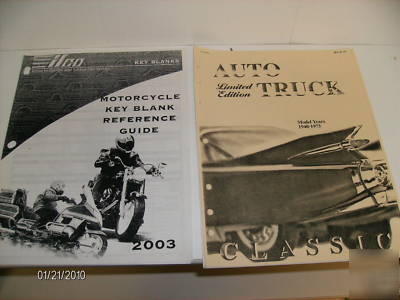 ilco
KEY BLANKS
MOTORCYCLE
KEY BLANK
REFERENCE
GUIDE
2003
AUTO
Limited
Edition
TRUCK
Model Years
1940-1975
CLASSIC
01/21/2010